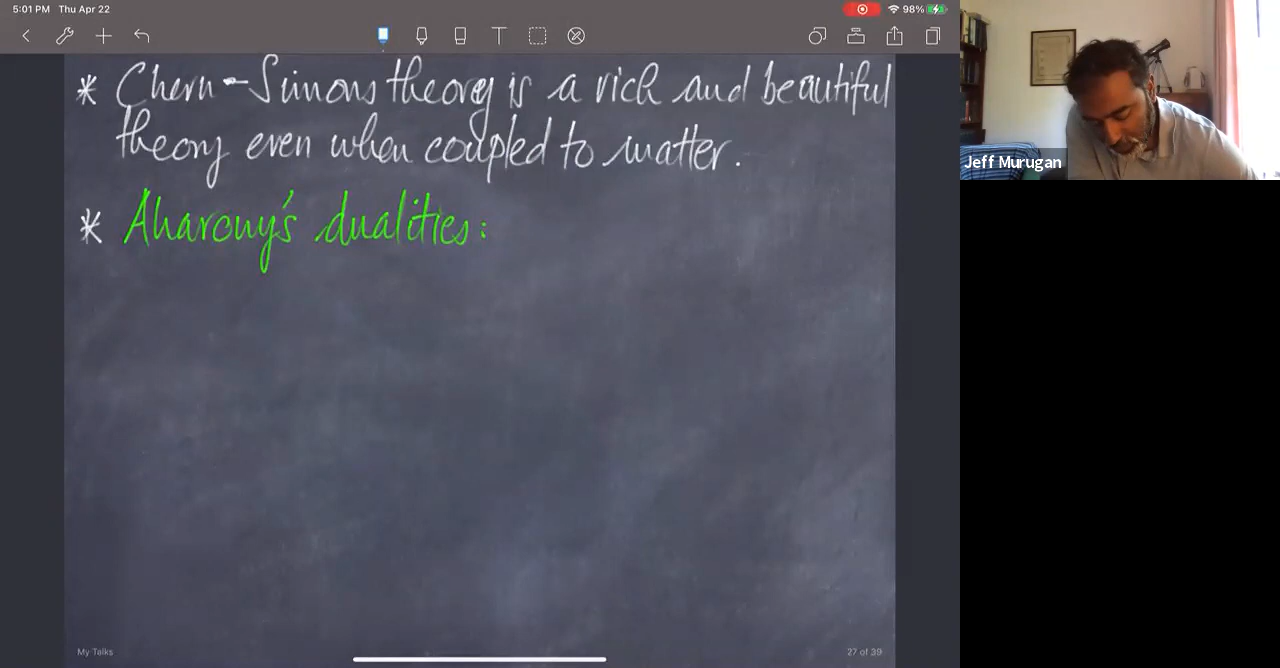 5:01 PM Thu Apr 22
98%
* Chern-Simons theory is a rich and beautiful
theory even when coupled to matter.
* Aharony's dualities:
My Talks
27 of 39
Jeff Murugan